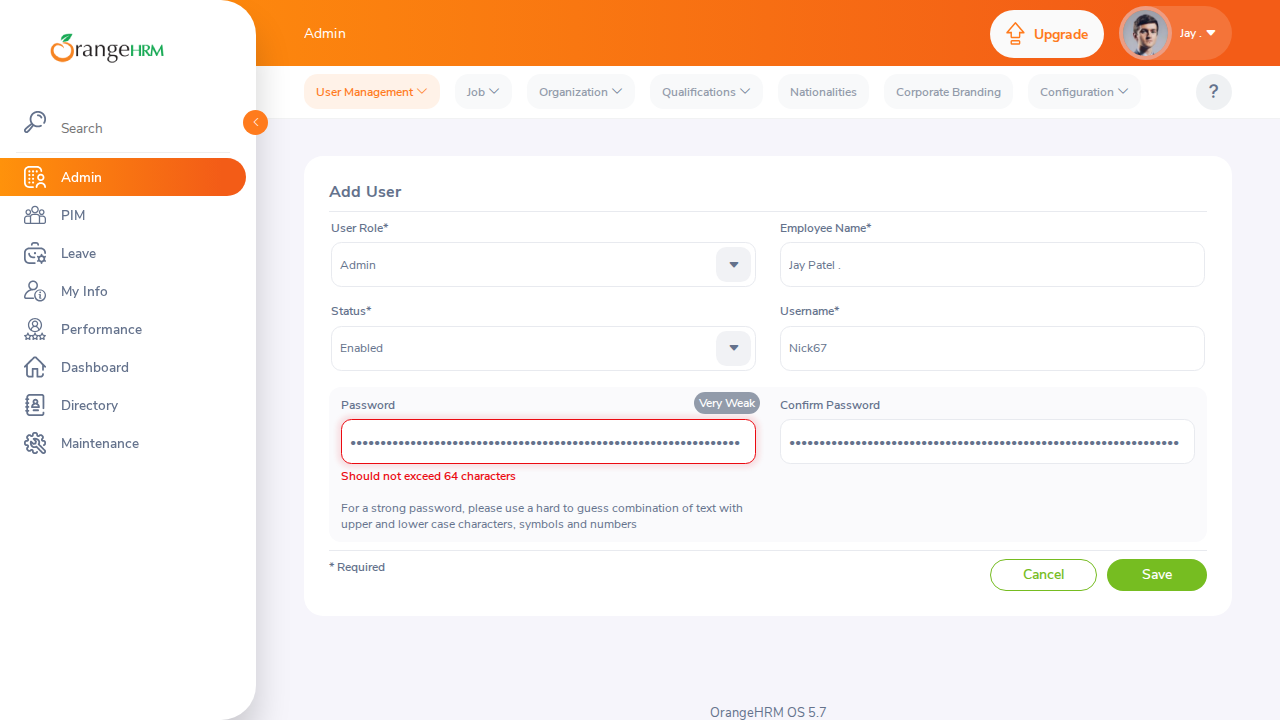 OrangeHRM
Admin
Upgrade
Jay .
User Management
Job
Organization
Qualifications
Nationalities
Corporate Branding
Configuration
?
Search
Admin
PIM
Leave
My Info
Performance
Dashboard
Directory
Maintenance
Add User
User Role*
Employee Name*
Admin
Jay Patel .
Status*
Username*
Enabled
Nick67
Password
Very Weak
Confirm Password
Should not exceed 64 characters
For a strong password, please use a hard to guess combination of text with
upper and lower case characters, symbols and numbers
* Required
Cancel
Save
OrangeHRM OS 5.7